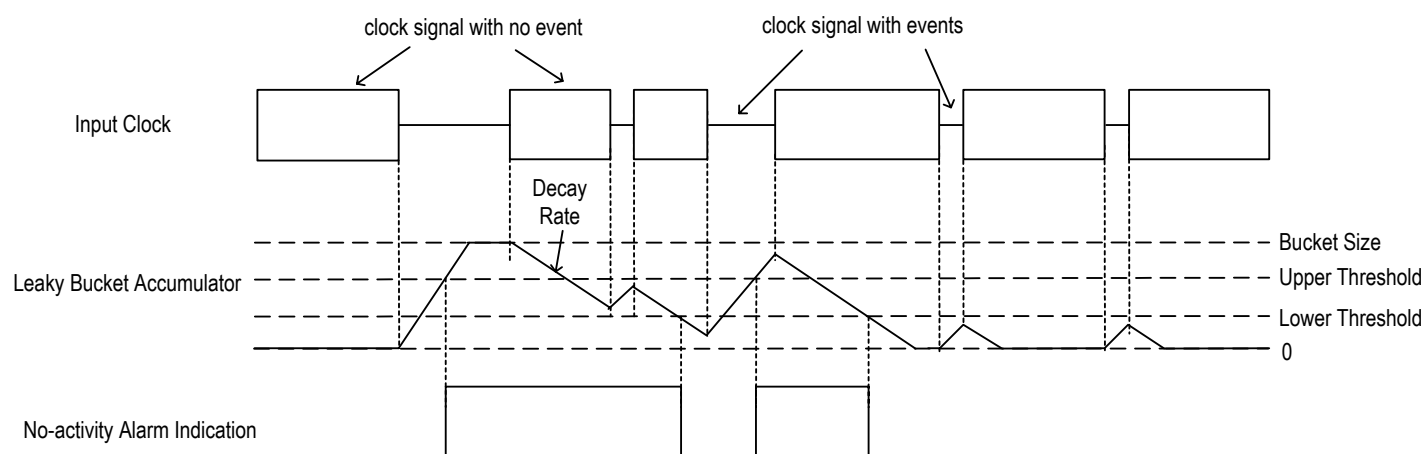 clock signal with no event
clock signal with events
Input Clock
Decay
Rate
Bucket Size
Leaky Bucket Accumulator
Upper Threshold
Lower Threshold
0
No-activity Alarm Indication